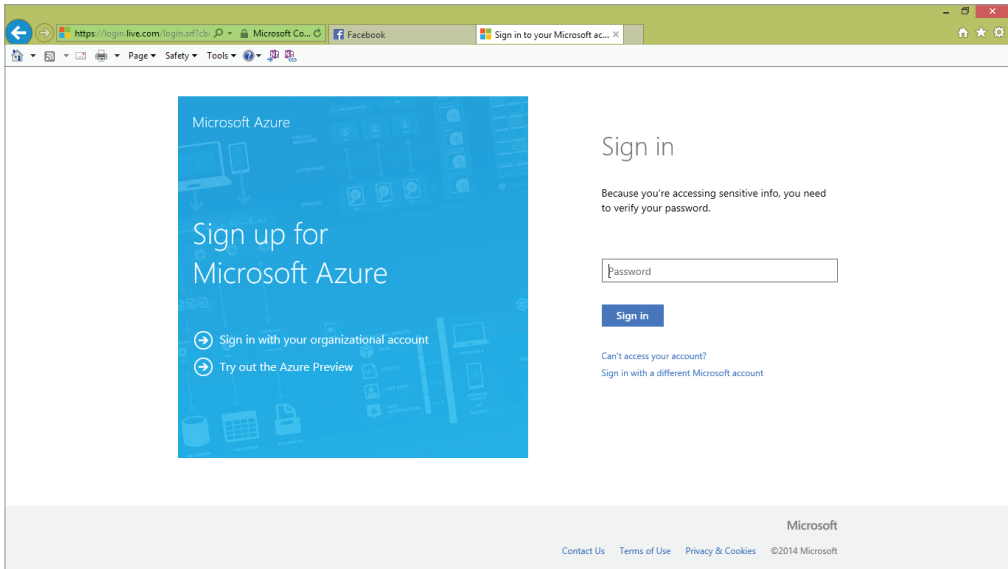 https://login.live.com/login.srf?cb
Microsoft Co...
Facebook
Sign in to your Microsoft ac...
Page
Safety
Tools
Microsoft Azure
Sign up for
Microsoft Azure
Sign in with your organizational account
Try out the Azure Preview
Sign in
Because you're accessing sensitive info, you need
to verify your password.
Password
Sign in
Can't access your account?
Sign in with a different Microsoft account
Microsoft
Contact Us Terms of Use Privacy & Cookies ©2014 Microsoft